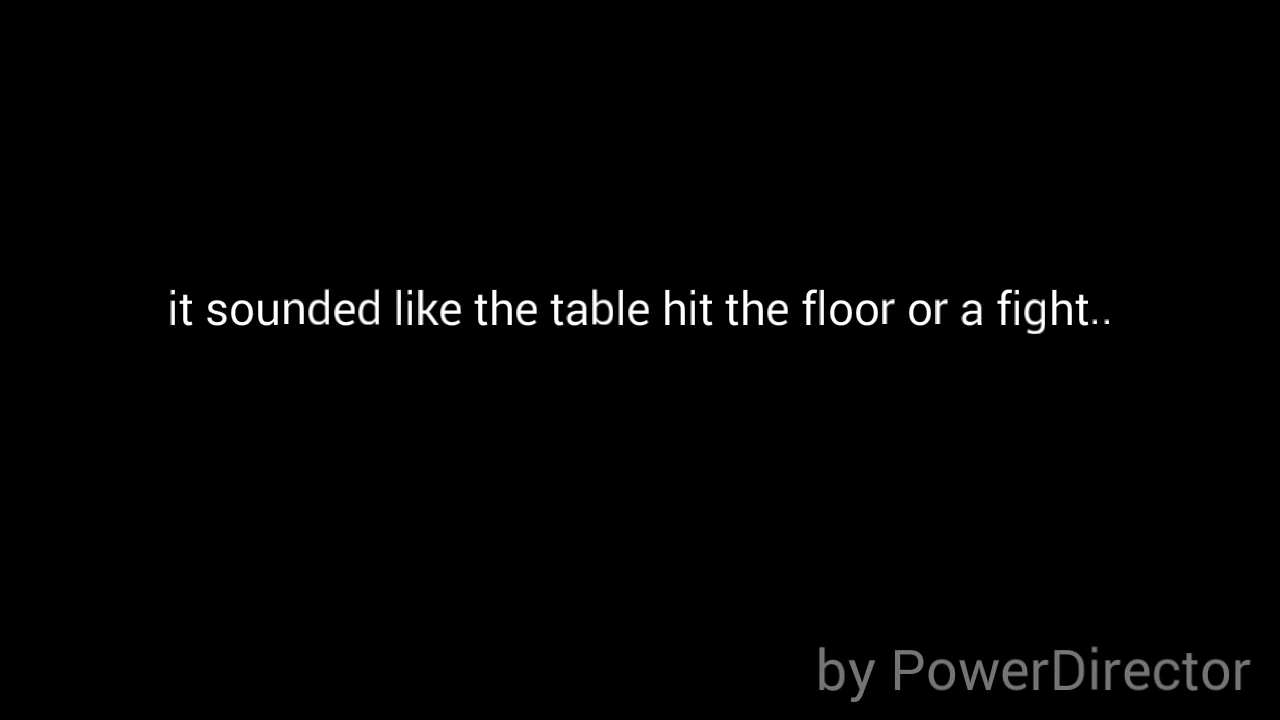 it sounded like the table hit the floor or a fight..
by PowerDirector